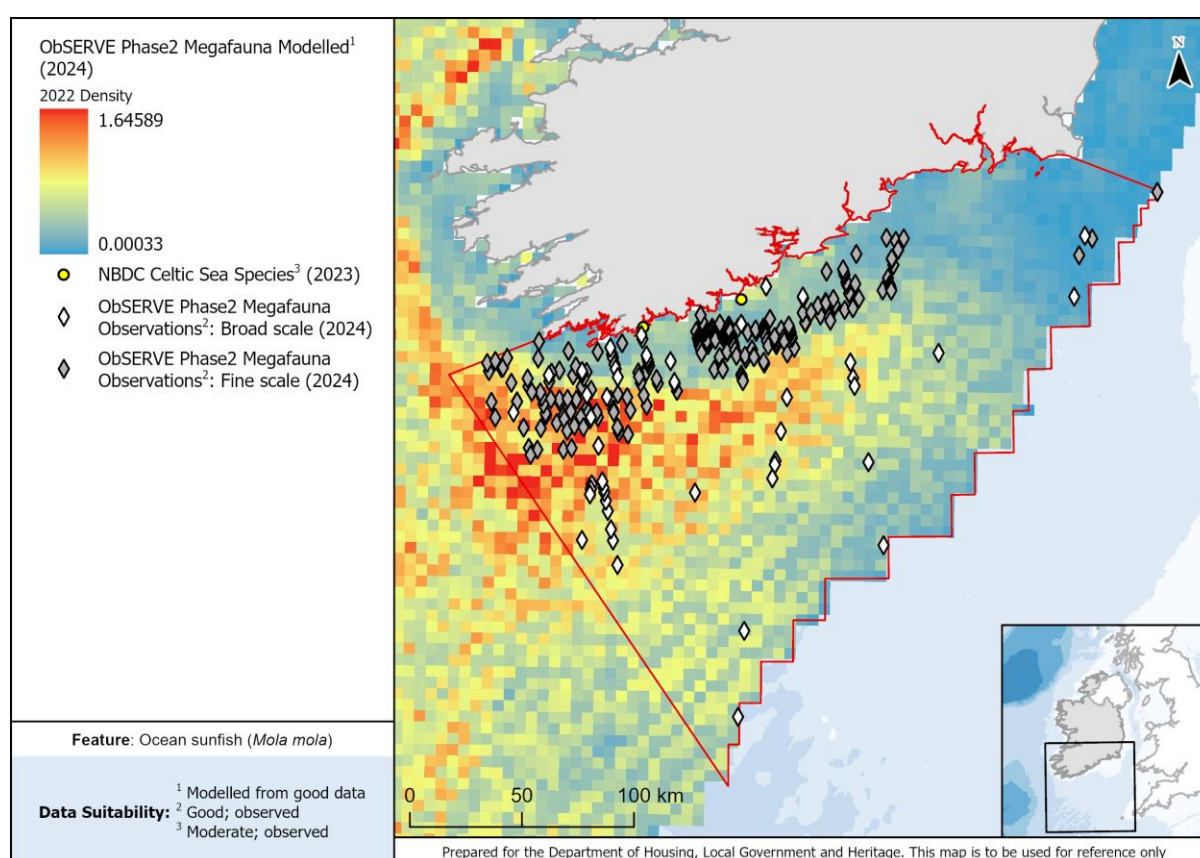 ObSERVE Phase2 Megafauna Modelled¹
(2024)
2022 Density
1.64589
0.00033
NBDC Celtic Sea Species³ (2023)
ObSERVE Phase2 Megafauna
Observations²: Broad scale (2024)
ObSERVE Phase2 Megafauna
Observations²: Fine scale (2024)
Feature: Ocean sunfish (Mola mola)
Data Suitability:
¹ Modelled from good data
² Good; observed
³ Moderate; observed
N
0 50 100 km
Prepared for the Department of Housing, Local Government and Heritage. This map is to be used for reference only